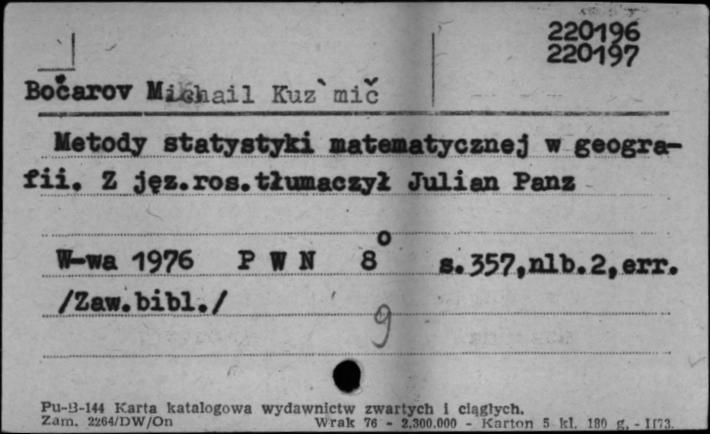 220196
220197
Bočarov Michail Kuz`mič
Metody statystyki matematycznej w geogra-
fii. Z jęz.ros.tłumaczył Julian Panz
W-wa 1976 P W N 8° s.357,nlb.2,err.
/Zaw.bibl./
9
Pu-B-144 Karta katalogowa wydawnictw zwartych i ciągłych.
Zam. 2264/DW/On Wrak 76 - 2.300.000 - Karton 5 kl. 180 g. -